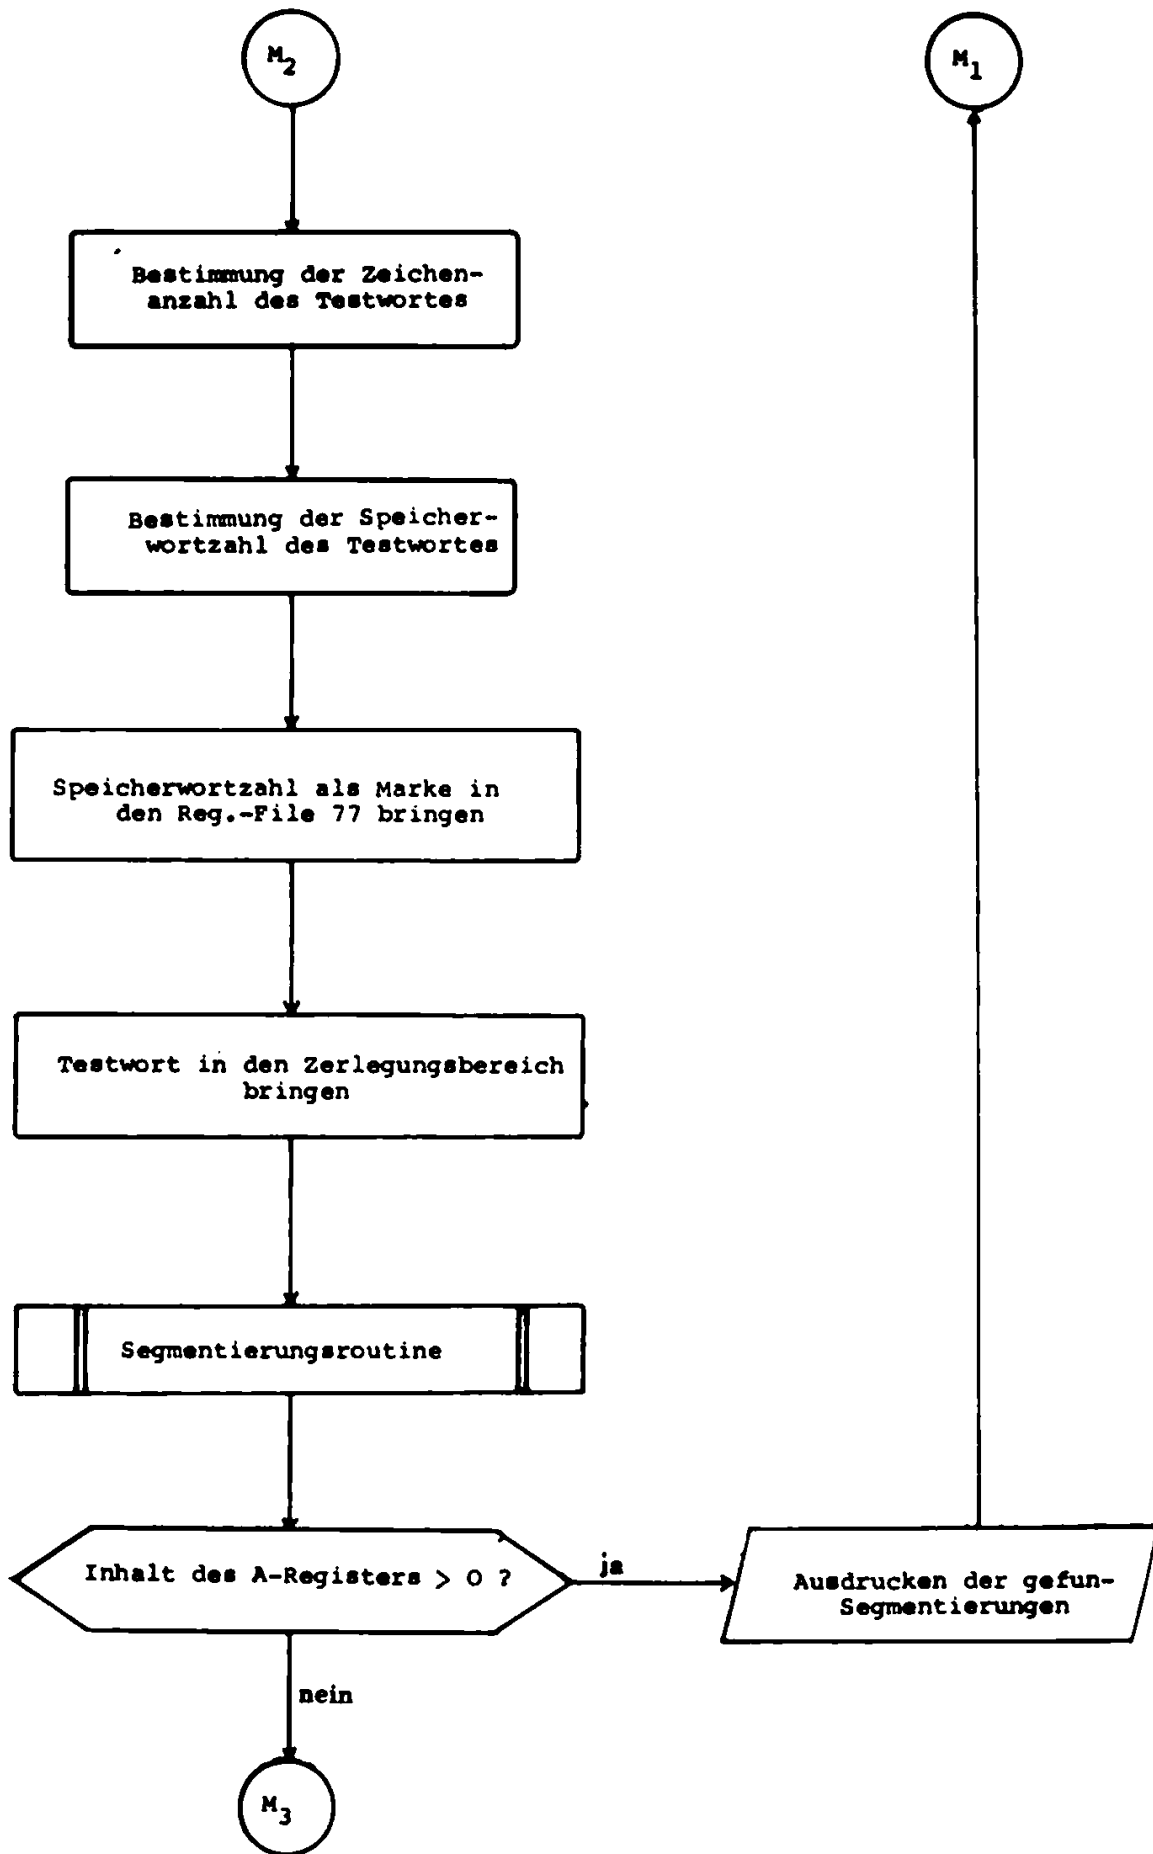 M2
M1
Bestimmung der Zeichen-
anzahl des Testwortes
Bestimmung der Speicher-
wortzahl des Testwortes
Speicherwortzahl als Marke in
den Reg.-File 77 bringen
Testwort in den Zerlegungsbereich
bringen
Segmentierungsroutine
Inhalt des A-Registers > O ?
ja
Ausdrucken der gefun-
Segmentierungen
nein
M3